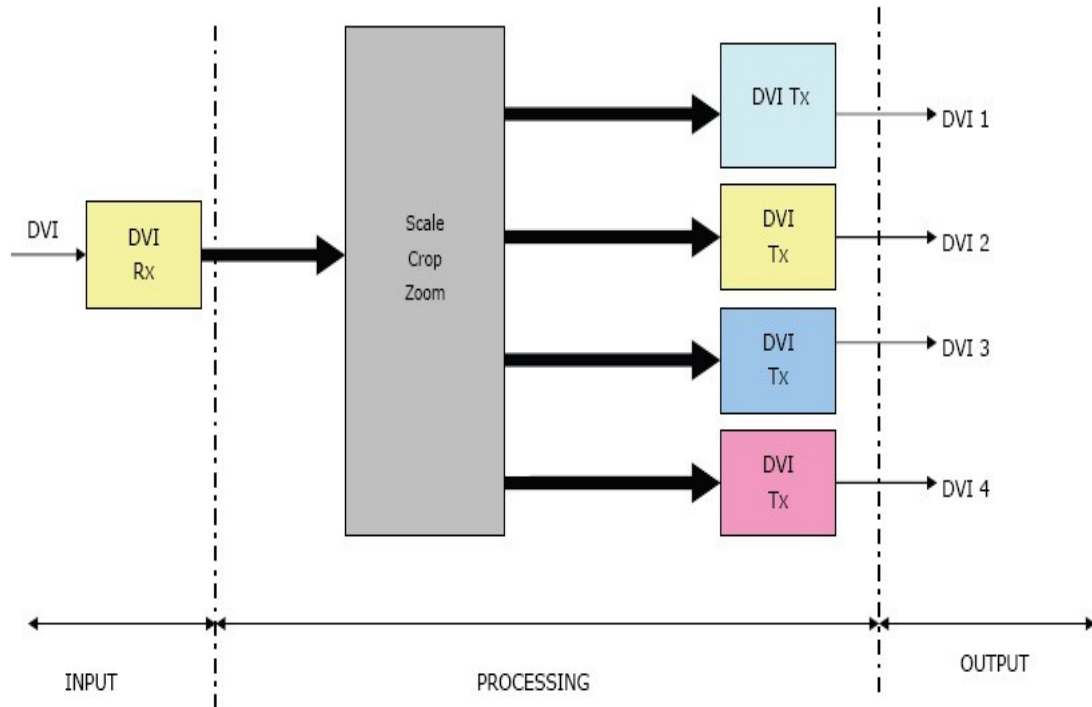 DVI
DVI
Rx
Scale
Crop
Zoom
DVI Tx
DVI 1
DVI
Tx
DVI 2
DVI
Tx
DVI 3
DVI
Tx
DVI 4
INPUT
PROCESSING
OUTPUT